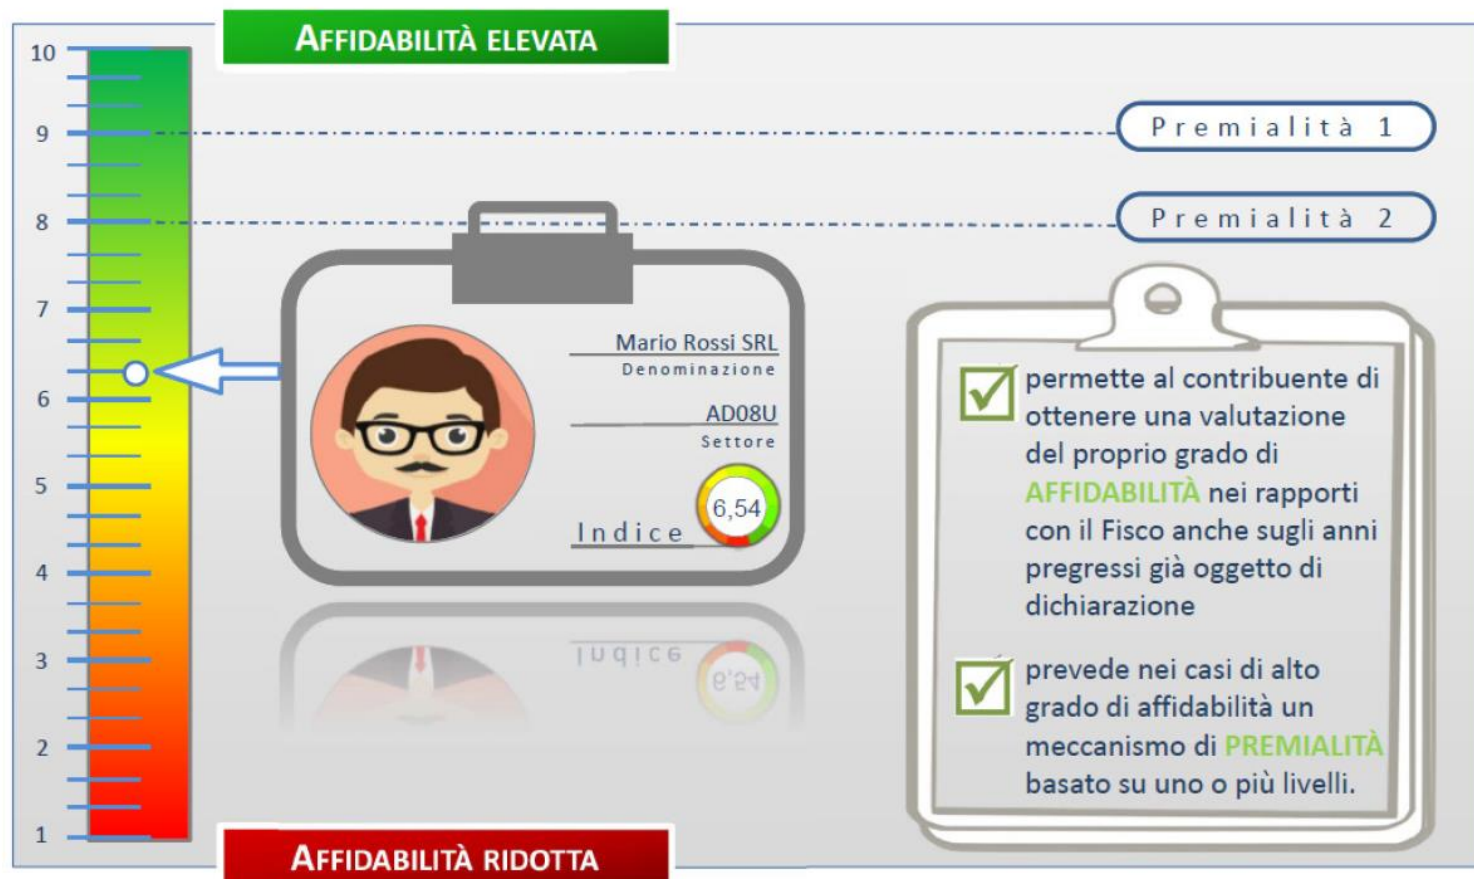 AFFIDABILITÀ ELEVATA
10
9
8
7
6
5
4
3
2
1
Premialità 1
Premialità 2
Mario Rossi SRL
Denominazione
AD08U
Settore
6,54
Indice
Indice
6,54
permette al contribuente di
ottenere una valutazione
del proprio grado di
AFFIDABILITÀ nei rapporti
con il Fisco anche sugli anni
pregressi già oggetto di
dichiarazione
prevede nei casi di alto
grado di affidabilità un
meccanismo di PREMIALITÀ
basato su uno o più livelli.
AFFIDABILITÀ RIDOTTA